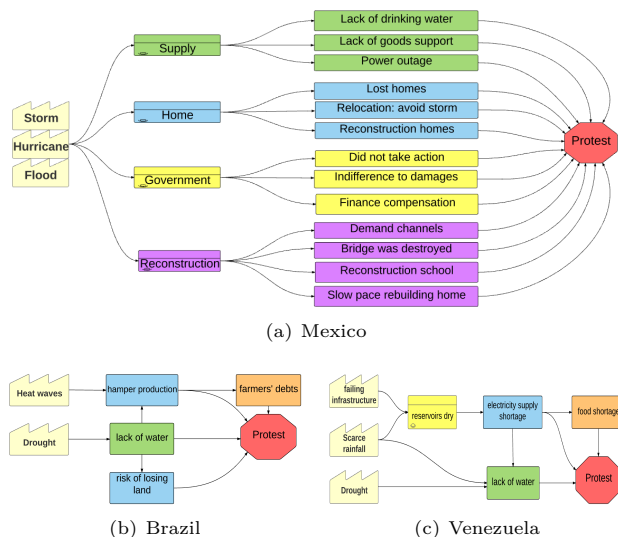 Lack of drinking water
Lack of goods support
Supply
Power outage
Lost homes
Storm
Home
Relocation: avoid storm
Hurricane
Reconstruction homes
Protest
Flood
Did not take action
Government
Indifference to damages
Finance compensation
Demand channels
Bridge was destroyed
Reconstruction
Reconstruction school
Slow pace rebuilding home
(a) Mexico
Heat waves
hamper production
farmers' debts
Drought
lack of water
Protest
risk of losing
land
(b) Brazil
failing
infrastructure
reservoirs dry
electricity supply
shortage
food shortage
Scarce
rainfall
Drought
lack of water
Protest
(c) Venezuela